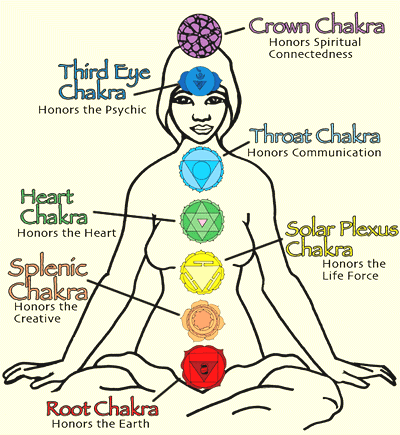 Crown Chakra
Honors Spiritual
Connectedness
Third Eye
Chakra
Honors the Psychic
Throat Chakra
Honors Communication
Heart
Chakra
Honors the Heart
Solar Plexus
Chakra
Honors the
Life Force
Splenic
Chakra
Honors the
Creative
Root Chakra
Honors the Earth